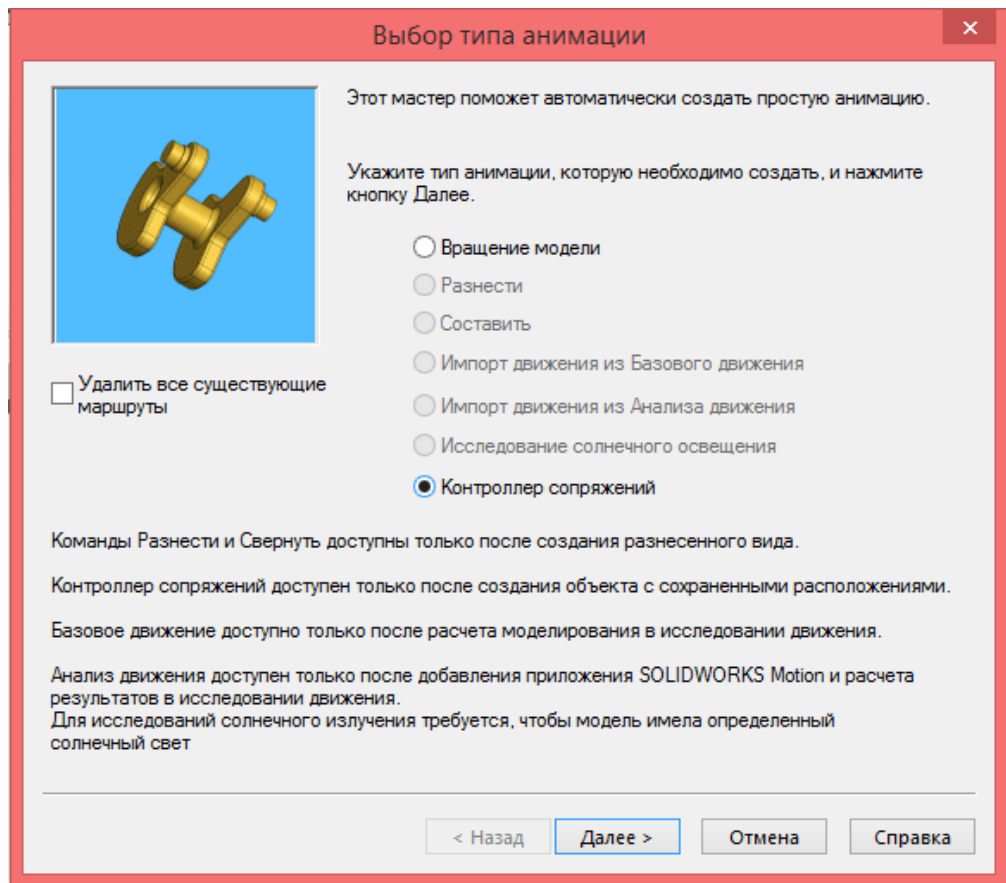 Выбор типа анимации
Этот мастер поможет автоматически создать простую анимацию.
Укажите тип анимации, которую необходимо создать, и нажмите
кнопку Далее.
Вращение модели
Разнести
Составить
Импорт движения из Базового движения
Импорт движения из Анализа движения
Исследование солнечного освещения
Контроллер сопряжений
Удалить все существующие
маршруты
Команды Разнести и Свернуть доступны только после создания разнесенного вида.
Контроллер сопряжений доступен только после создания объекта с сохраненными расположениями.
Базовое движение доступно только после расчета моделирования в исследовании движения.
Анализ движения доступен только после добавления приложения SOLIDWORKS Motion и расчета
результатов в исследовании движения.
Для исследований солнечного излучения требуется, чтобы модель имела определенный
солнечный свет
< Назад
Далее >
Отмена
Справка